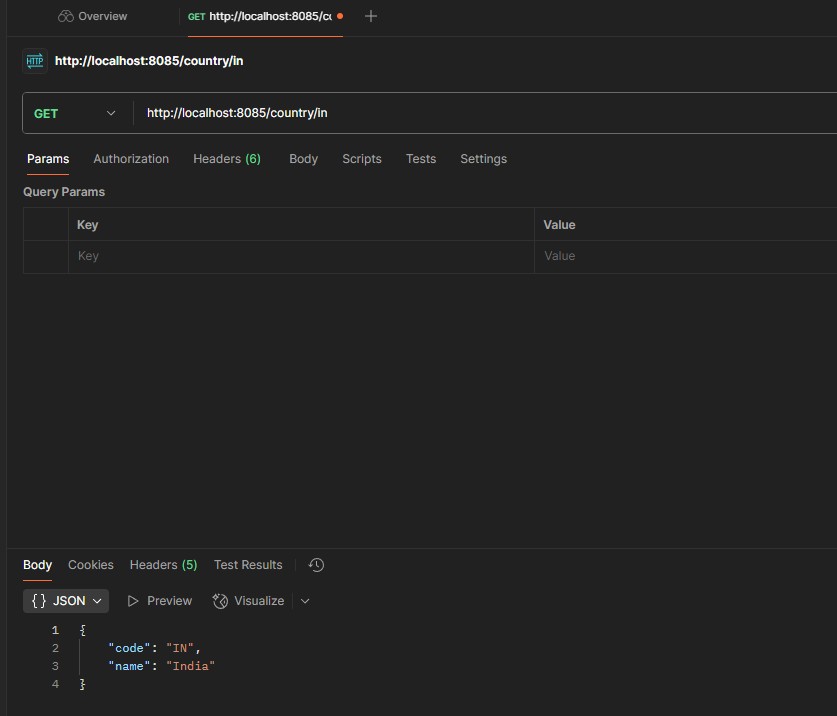 Overview
GET http://localhost:8085/cı
HTTP http://localhost:8085/country/in
GET http://localhost:8085/country/in
Params Authorization Headers (6) Body Scripts Tests Settings
Query Params
Key Value
Key Value
Body Cookies Headers (5) Test Results
{ } JSON Preview Visualize
1 {
2 "code": "IN",
3 "name": "India"
4 }